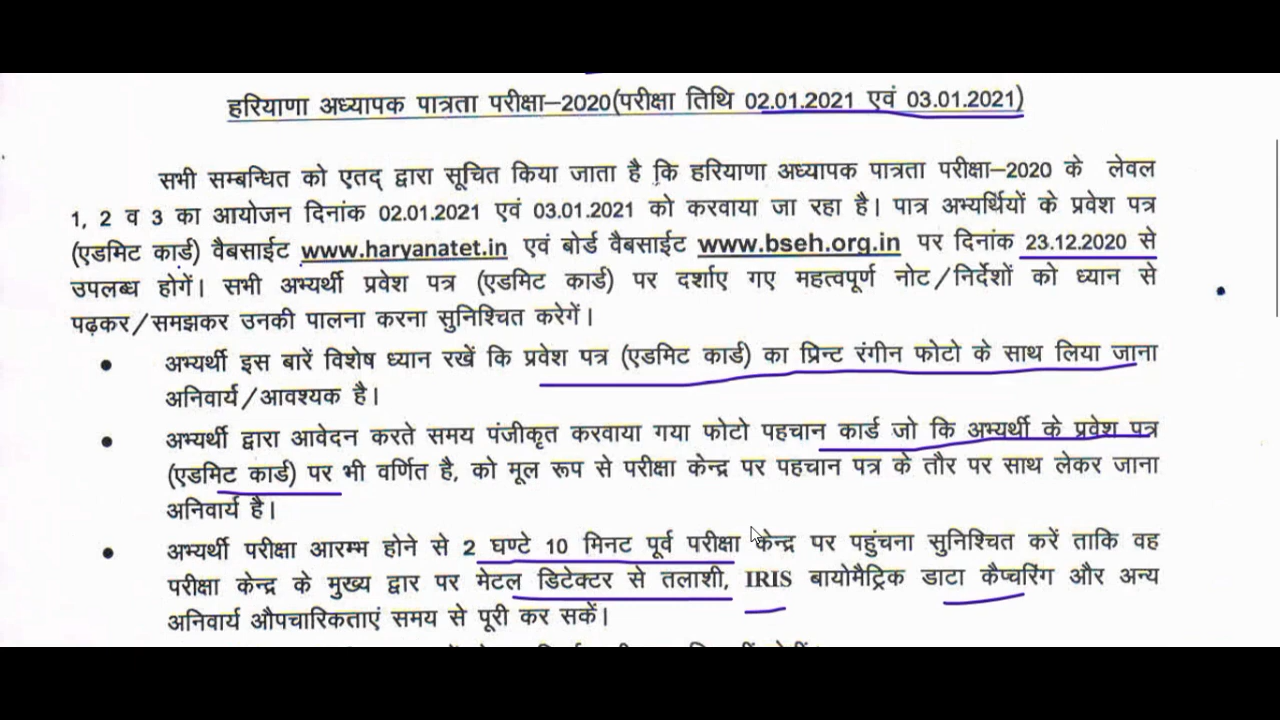 हरियाणा अध्यापक पात्रता परीक्षा–2020(परीक्षा तिथि 02.01.2021 एवं 03.01.2021)
सभी सम्बन्धित को एतद् द्वारा सूचित किया जाता है कि हरियाणा अध्यापक पात्रता परीक्षा–2020 के लेवल
1, 2 व 3 का आयोजन दिनांक 02.01.2021 एवं 03.01.2021 को करवाया जा रहा है। पात्र अभ्यर्थियों के प्रवेश पत्र
(एडमिट कार्ड) वैबसाईट www.haryanatet.in एवं बोर्ड वैबसाईट www.bseh.org.in पर दिनांक 23.12.2020 से
उपलब्ध होगें। सभी अभ्यर्थी प्रवेश पत्र (एडमिट कार्ड) पर दर्शाए गए महत्वपूर्ण नोट/निर्देशों को ध्यान से
पढ़कर/समझकर उनकी पालना करना सुनिश्चित करेगें।
• अभ्यर्थी इस बारें विशेष ध्यान रखें कि प्रवेश पत्र (एडमिट कार्ड) का प्रिन्ट रंगीन फोटो के साथ लिया जाना
अनिवार्य/आवश्यक है।
• अभ्यर्थी द्वारा आवेदन करते समय पंजीकृत करवाया गया फोटो पहचान कार्ड जो कि अभ्यर्थी के प्रवेश पत्र
(एडमिट कार्ड) पर भी वर्णित है, को मूल रूप से परीक्षा केन्द्र पर पहचान पत्र के तौर पर साथ लेकर जाना
अनिवार्य है।
• अभ्यर्थी परीक्षा आरम्भ होने से 2 घण्टे 10 मिनट पूर्व परीक्षा केन्द्र पर पहुंचना सुनिश्चित करें ताकि वह
परीक्षा केन्द्र के मुख्य द्वार पर मेटल डिटेक्टर से तलाशी, IRIS बायोमैट्रिक डाटा कैप्चरिंग और अन्य
अनिवार्य औपचारिकताएं समय से पूरी कर सकें।